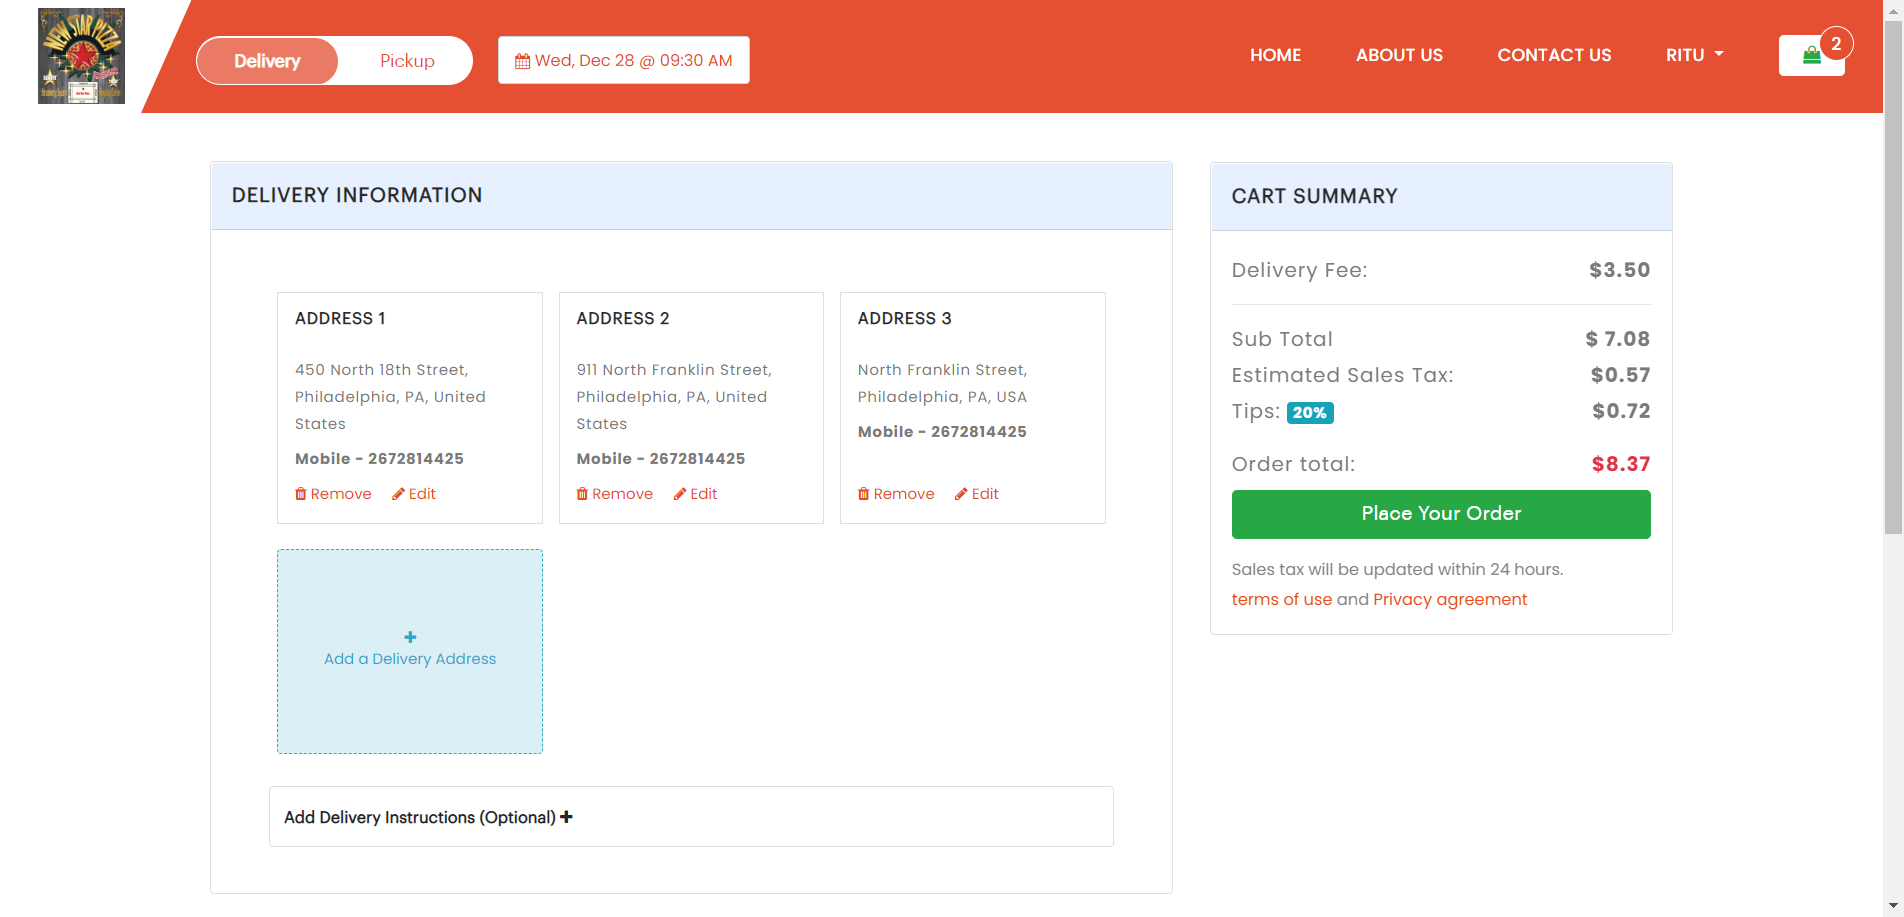 NEW STAR PIZZA
Delivery
Pickup
Wed, Dec 28 @ 09:30 AM
HOME
ABOUT US
CONTACT US
RITU
2
DELIVERY INFORMATION
ADDRESS 1
450 North 18th Street,
Philadelphia, PA, United
States
Mobile - 2672814425
Remove Edit
ADDRESS 2
911 North Franklin Street,
Philadelphia, PA, United
States
Mobile - 2672814425
Remove Edit
ADDRESS 3
North Franklin Street,
Philadelphia, PA, USA
Mobile - 2672814425
Remove Edit
+
Add a Delivery Address
Add Delivery Instructions (Optional) +
CART SUMMARY
Delivery Fee: $3.50
Sub Total $ 7.08
Estimated Sales Tax: $0.57
Tips: 20% $0.72
Order total: $8.37
Place Your Order
Sales tax will be updated within 24 hours.
terms of use and Privacy agreement